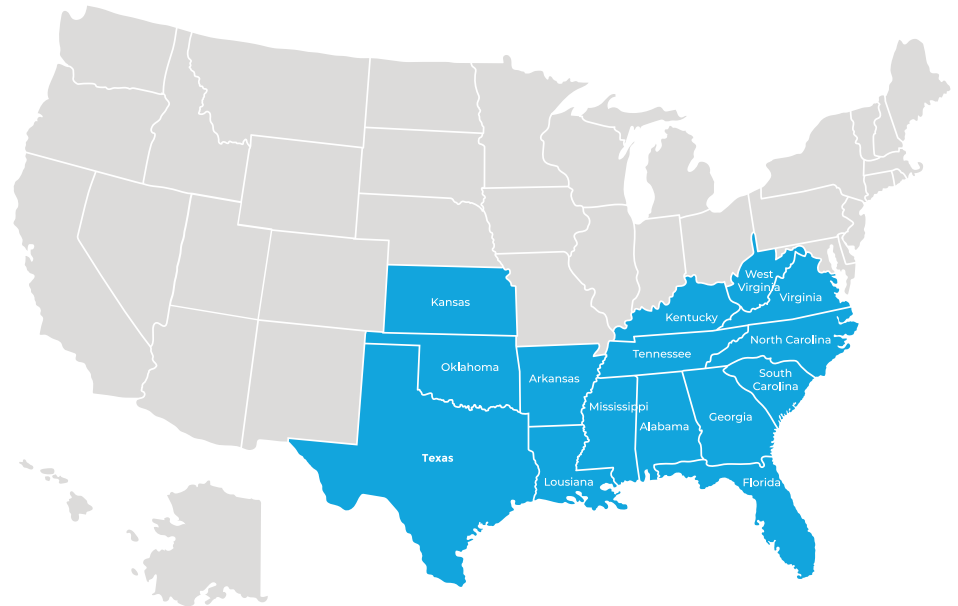 West
Virginia
Virginia
Kansas
Kentucky
North Carolina
Tennessee
Oklahoma
Arkansas
South
Carolina
Mississippi
Georgia
Alabama
Texas
Lousiana
Florida